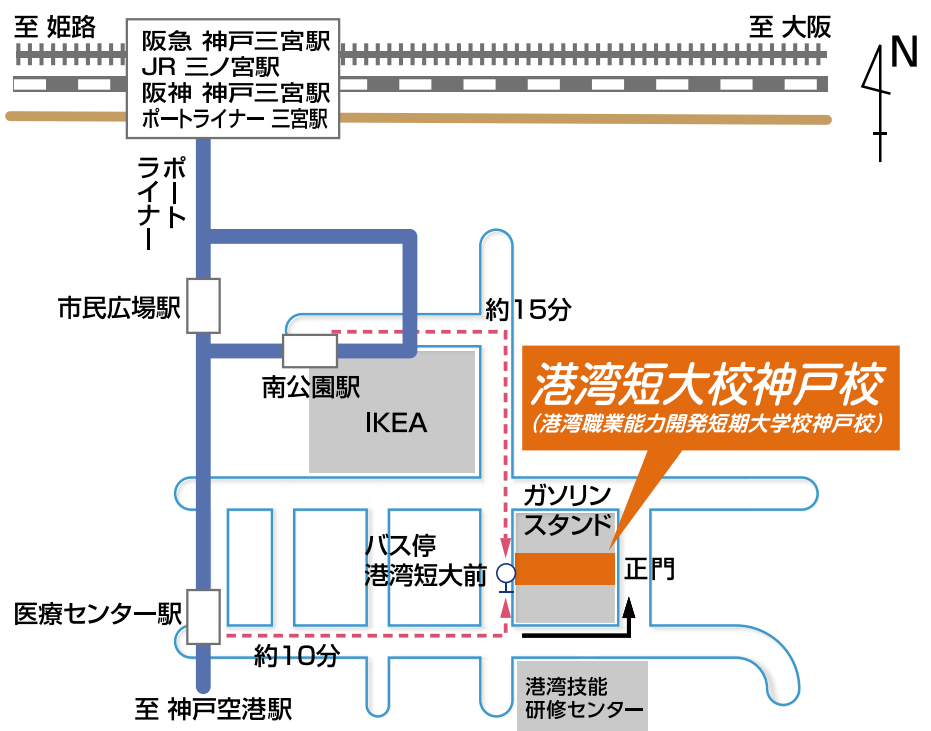 至 姫路
至 大阪
阪急 神戸三宮駅
JR 三ノ宮駅
阪神 神戸三宮駅
ポートライナー 三宮駅
N
ポート
ライナー
市民広場駅
約15分
南公園駅
IKEA
港湾短大校神戸校
（港湾職業能力開発短期大学校神戸校）
ガソリン
スタンド
バス停
港湾短大前
正門
医療センター駅
約10分
港湾技能
研修センター
至 神戸空港駅